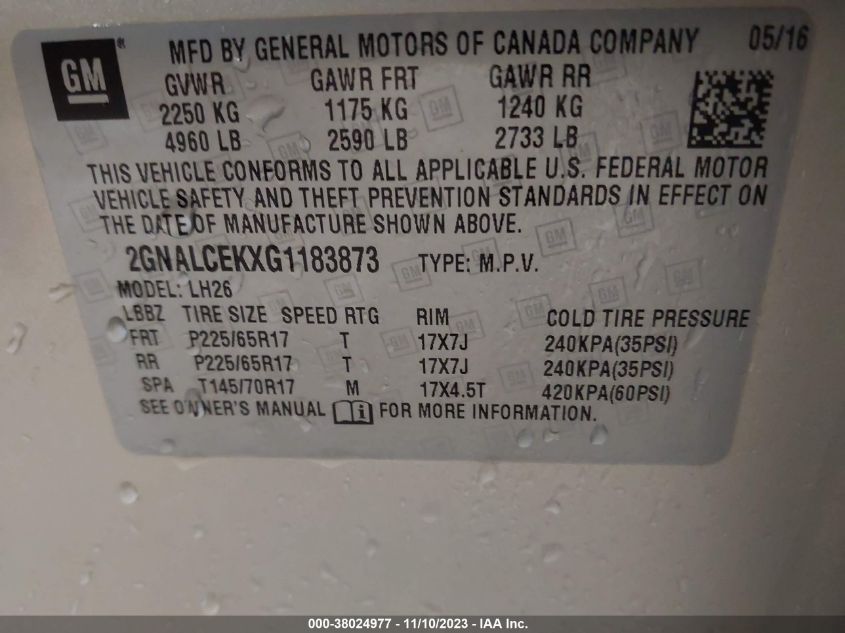 GM
MFD BY GENERAL MOTORS OF CANADA COMPANY 05/16
GVWR GAWR FRT GAWR RR
2250 KG 1175 KG 1240 KG
4960 LB 2590 LB 2733 LB
THIS VEHICLE CONFORMS TO ALL APPLICABLE U.S. FEDERAL MOTOR
VEHICLE SAFETY AND THEFT PREVENTION STANDARDS IN EFFECT ON
THE DATE OF MANUFACTURE SHOWN ABOVE.
2GNALCEKXG1183873 TYPE: M.P.V.
MODEL: LH26
LBBZ TIRE SIZE SPEED RTG RIM COLD TIRE PRESSURE
FRT P225/65R17 T 17X7J 240KPA(35PSI)
RR P225/65R17 T 17X7J 240KPA(35PSI)
SPA T145/70R17 M 17X4.5T 420KPA(60PSI)
SEE OWNER'S MANUAL i FOR MORE INFORMATION.
000-38024977 - 11/10/2023 - IAA Inc.